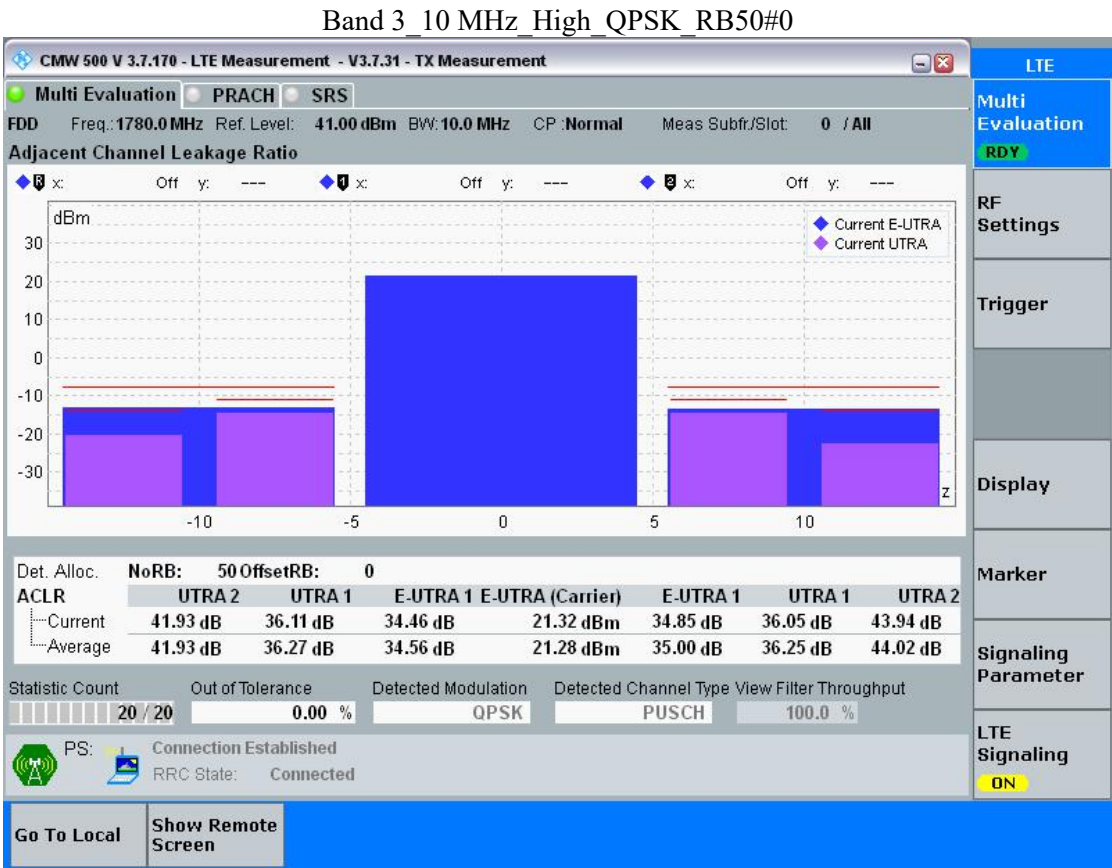 Band 3_10 MHz_High_QPSK_RB50#0
CMW 500 V 3.7.170 - LTE Measurement - V3.7.31 - TX Measurement
LTE
Multi Evaluation PRACH SRS
Multi
Evaluation
RDY
FDD Freq.: 1780.0 MHz Ref. Level: 41.00 dBm BW: 10.0 MHz CP : Normal Meas Subfr./Slot: 0 / All
Adjacent Channel Leakage Ratio
R x: Off y: --- 1 x: Off y: --- 2 x: Off y: ---
dBm
Current E-UTRA
Current UTRA
30
20
10
0
-10
-20
-30
z
-10 -5 0 5 10
RF
Settings
Trigger
Display
Marker
Signaling
Parameter
LTE
Signaling
ON
Det. Alloc. NoRB: 50 OffsetRB: 0
ACLR UTRA 2 UTRA 1 E-UTRA 1 E-UTRA (Carrier) E-UTRA 1 UTRA 1 UTRA 2
Current 41.93 dB 36.11 dB 34.46 dB 21.32 dBm 34.85 dB 36.05 dB 43.94 dB
Average 41.93 dB 36.27 dB 34.56 dB 21.28 dBm 35.00 dB 36.25 dB 44.02 dB
Statistic Count Out of Tolerance Detected Modulation Detected Channel Type View Filter Throughput
20 / 20 0.00 % QPSK PUSCH 100.0 %
PS: Connection Established
RRC State: Connected
Go To Local
Show Remote
Screen